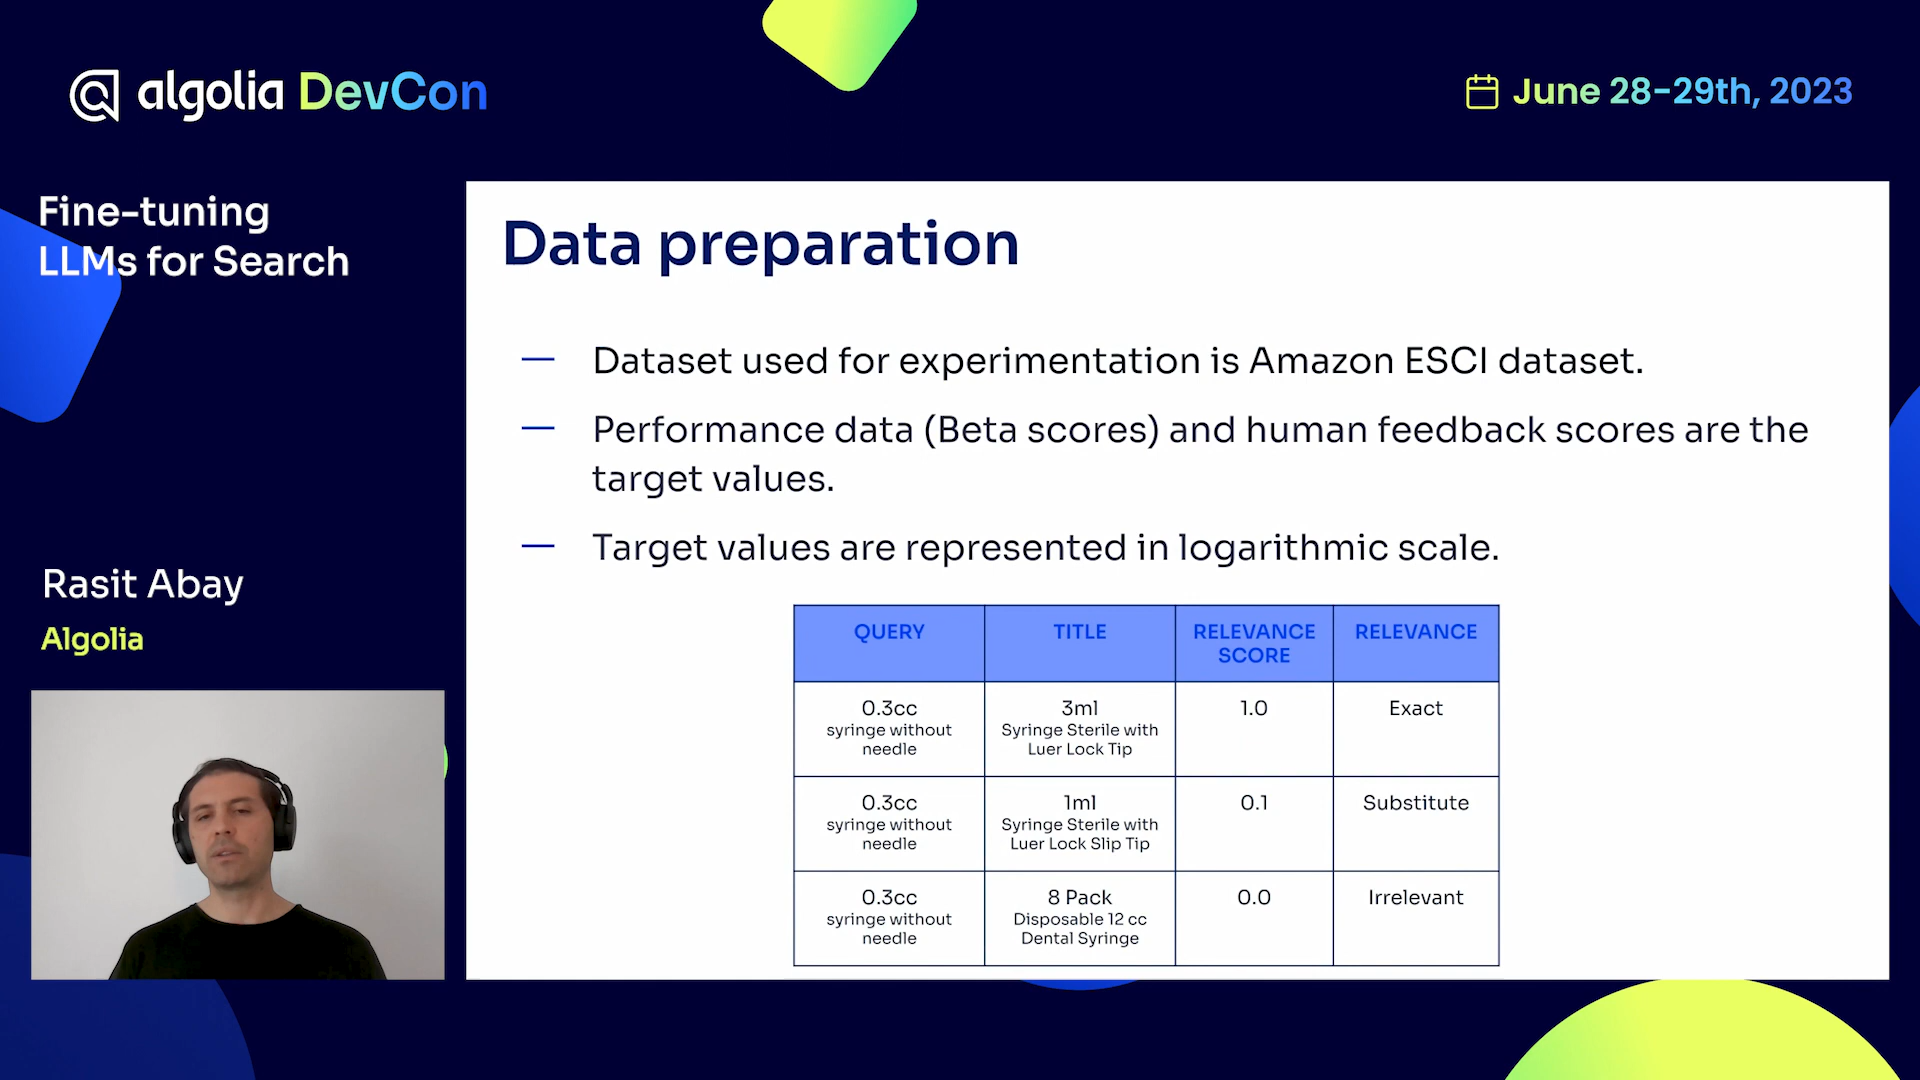 algolia DevCon
June 28-29th, 2023
Fine-tuning
LLMs for Search
Data preparation
— Dataset used for experimentation is Amazon ESCI dataset.
— Performance data (Beta scores) and human feedback scores are the
target values.
— Target values are represented in logarithmic scale.
QUERY TITLE RELEVANCE SCORE RELEVANCE
0.3cc syringe without needle 3ml Syringe Sterile with Luer Lock Tip 1.0 Exact
0.3cc syringe without needle 1ml Syringe Sterile with Luer Lock Slip Tip 0.1 Substitute
0.3cc syringe without needle 8 Pack Disposable 12 cc Dental Syringe 0.0 Irrelevant
Rasit Abay
Algolia